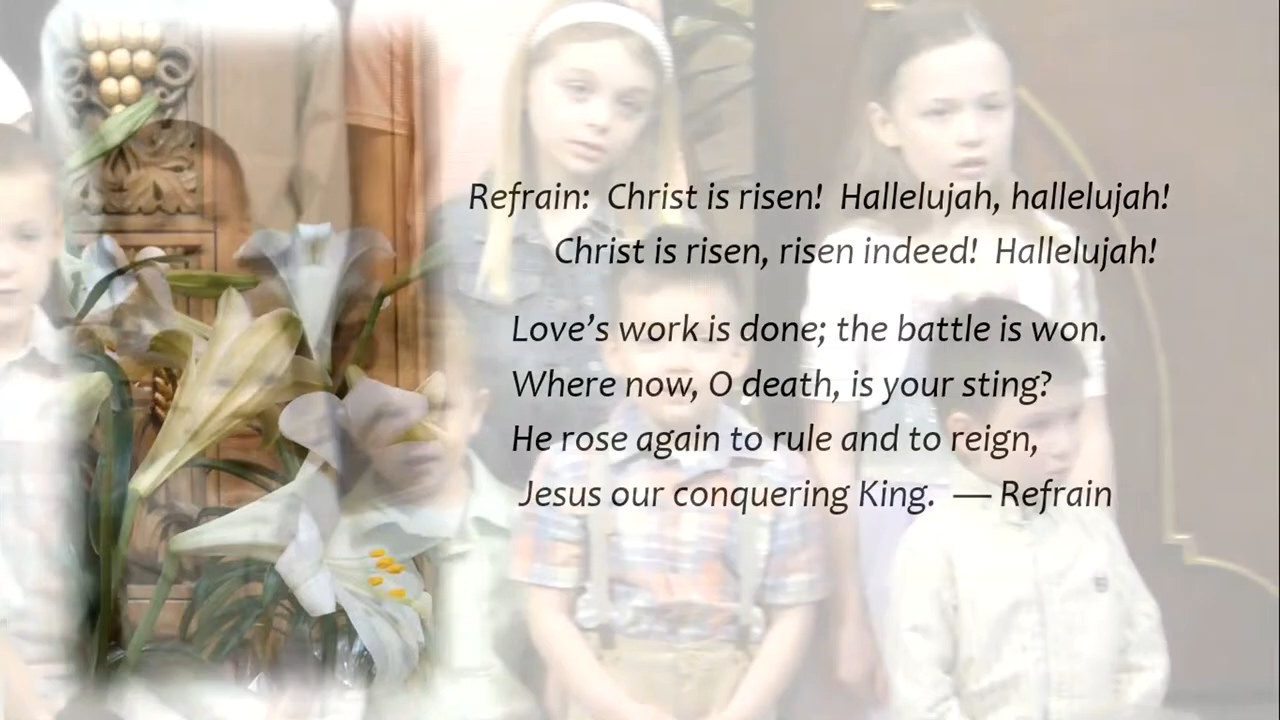 Refrain: Christ is risen! Hallelujah, hallelujah!
Christ is risen, risen indeed! Hallelujah!
Love’s work is done; the battle is won.
Where now, O death, is your sting?
He rose again to rule and to reign,
Jesus our conquering King. — Refrain